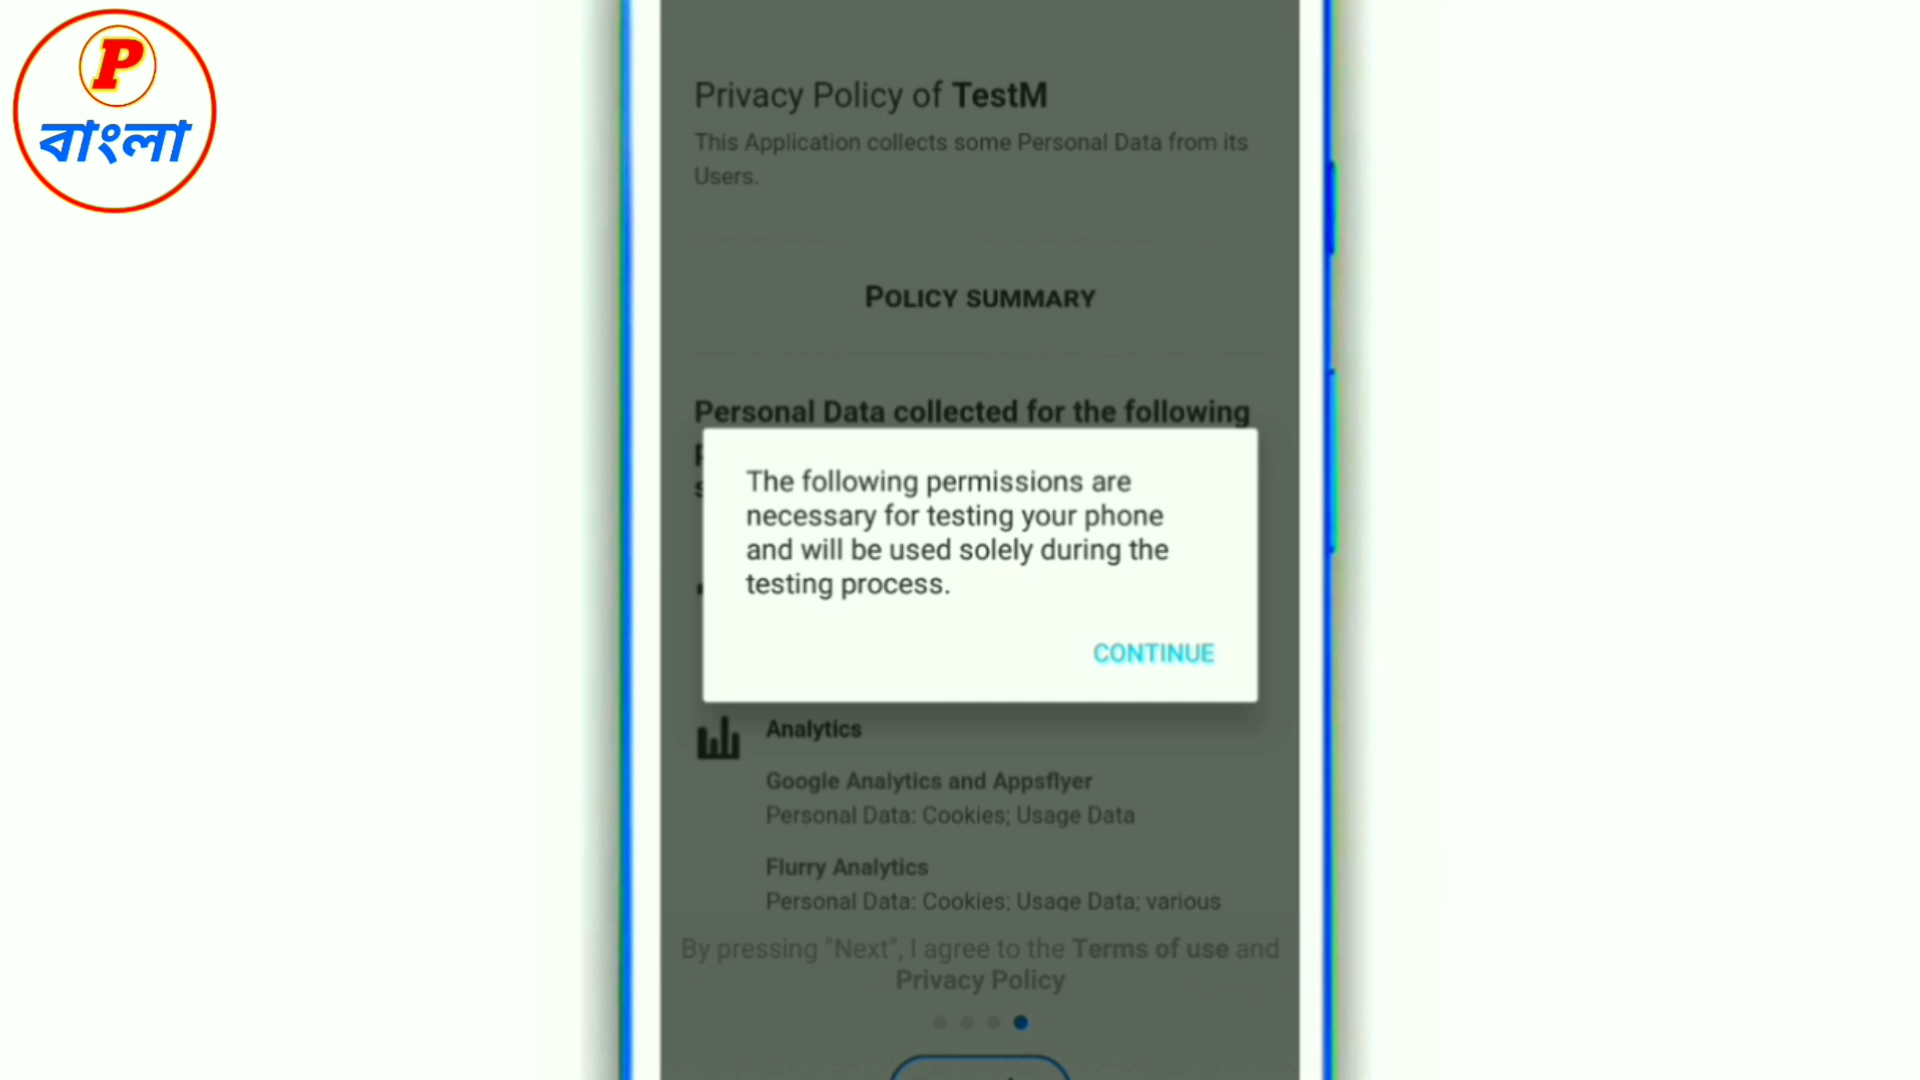 P
বাংলা
Privacy Policy of TestM
This Application collects some Personal Data from its
Users.
POLICY SUMMARY
Personal Data collected for the following
The following permissions are
necessary for testing your phone
and will be used solely during the
testing process.
CONTINUE
Analytics
Google Analytics and Appsflyer
Personal Data: Cookies; Usage Data
Flurry Analytics
Personal Data: Cookies; Usage Data; various
By pressing "Next", I agree to the Terms of use and
Privacy Policy